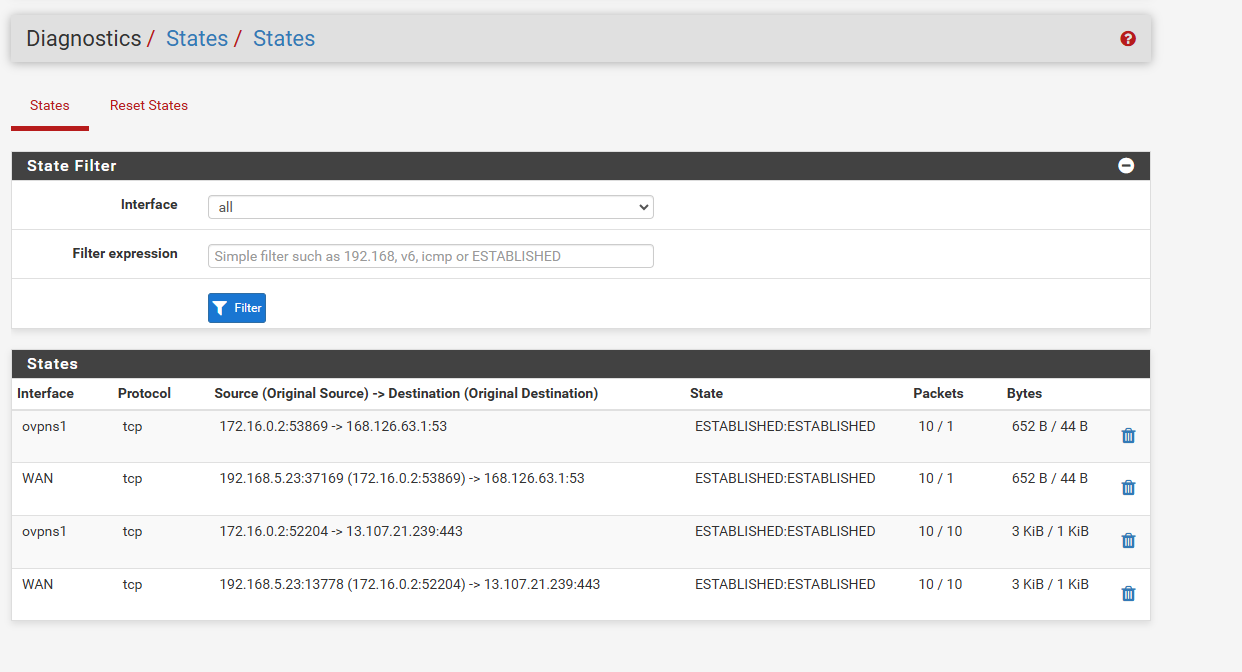 Diagnostics / States / States
States Reset States
State Filter
Interface all
Filter expression Simple filter such as 192.168, v6, icmp or ESTABLISHED
Filter
States
Interface Protocol Source (Original Source) -> Destination (Original Destination) State Packets Bytes
ovpns1 tcp 172.16.0.2:53869 -> 168.126.63.1:53 ESTABLISHED:ESTABLISHED 10 / 1 652 B / 44 B
WAN tcp 192.168.5.23:37169 (172.16.0.2:53869) -> 168.126.63.1:53 ESTABLISHED:ESTABLISHED 10 / 1 652 B / 44 B
ovpns1 tcp 172.16.0.2:52204 -> 13.107.21.239:443 ESTABLISHED:ESTABLISHED 10 / 10 3 KiB / 1 KiB
WAN tcp 192.168.5.23:13778 (172.16.0.2:52204) -> 13.107.21.239:443 ESTABLISHED:ESTABLISHED 10 / 10 3 KiB / 1 KiB